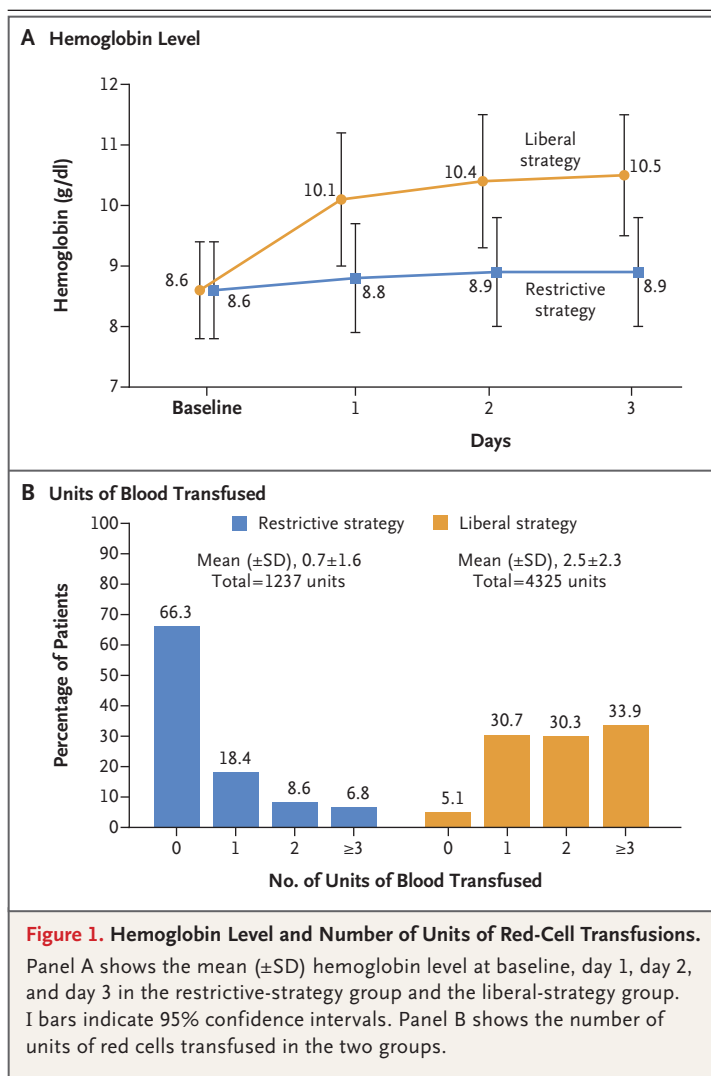 A Hemoglobin Level
12
11
10
9
8
7
Hemoglobin (g/dl)
8.6
8.6
10.1
8.8
10.4
8.9
10.5
8.9
Liberal
strategy
Restrictive
strategy
Baseline 1 2 3
Days
B Units of Blood Transfused
100
90
80
70
60
50
40
30
20
10
0
Percentage of Patients
Restrictive strategy Liberal strategy
Mean (±SD), 0.7±1.6 Mean (±SD), 2.5±2.3
Total=1237 units Total=4325 units
66.3
18.4
8.6
6.8
5.1
30.7
30.3
33.9
0 1 2 ≥3 0 1 2 ≥3
No. of Units of Blood Transfused
Figure 1. Hemoglobin Level and Number of Units of Red-Cell Transfusions.
Panel A shows the mean (±SD) hemoglobin level at baseline, day 1, day 2,
and day 3 in the restrictive-strategy group and the liberal-strategy group.
I bars indicate 95% confidence intervals. Panel B shows the number of
units of red cells transfused in the two groups.